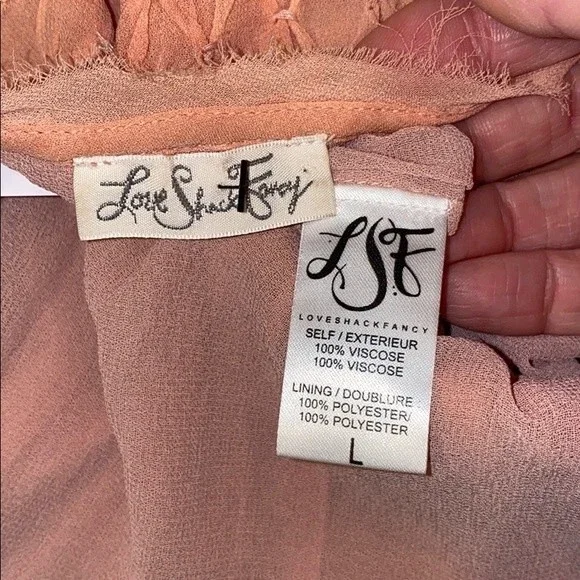 Love Shack Fancy
LSF
LOVESHACKFANCY
SELF / EXTERIEUR
100% VISCOSE
100% VISCOSE
LINING / DOUBLURE
100% POLYESTER/
100% POLYESTER
L